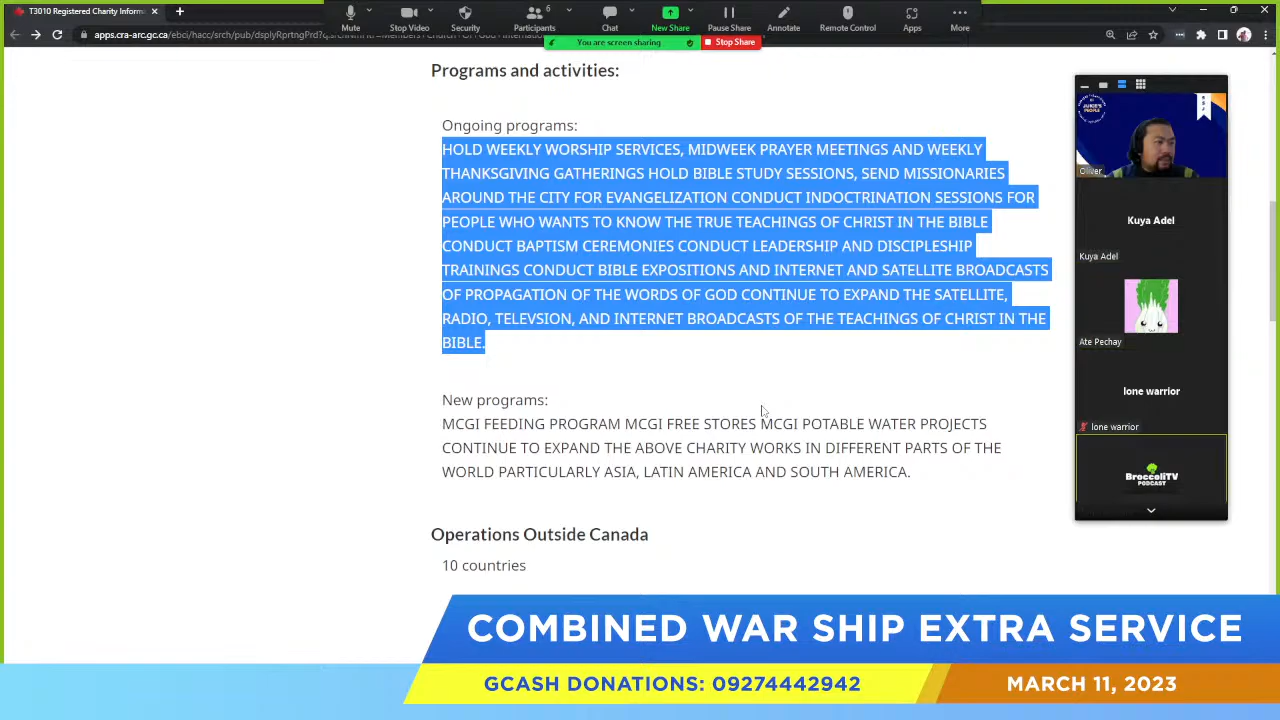 T3010 Registered Charity Inform
Mute
Stop Video
Security
6
Participants
Chat
New Share
Pause Share
Annotate
Remote Control
Apps
More
You are screen sharing
Stop Share
Programs and activities:
Ongoing programs:
HOLD WEEKLY WORSHIP SERVICES, MIDWEEK PRAYER MEETINGS AND WEEKLY
THANKSGIVING GATHERINGS HOLD BIBLE STUDY SESSIONS, SEND MISSIONARIES
AROUND THE CITY FOR EVANGELIZATION CONDUCT INDOCTRINATION SESSIONS FOR
PEOPLE WHO WANTS TO KNOW THE TRUE TEACHINGS OF CHRIST IN THE BIBLE
CONDUCT BAPTISM CEREMONIES CONDUCT LEADERSHIP AND DISCIPLESHIP
TRAININGS CONDUCT BIBLE EXPOSITIONS AND INTERNET AND SATELLITE BROADCASTS
OF PROPAGATION OF THE WORDS OF GOD CONTINUE TO EXPAND THE SATELLITE,
RADIO, TELEVSION, AND INTERNET BROADCASTS OF THE TEACHINGS OF CHRIST IN THE
BIBLE.
New programs:
MCGI FEEDING PROGRAM MCGI FREE STORES MCGI POTABLE WATER PROJECTS
CONTINUE TO EXPAND THE ABOVE CHARITY WORKS IN DIFFERENT PARTS OF THE
WORLD PARTICULARLY ASIA, LATIN AMERICA AND SOUTH AMERICA.
Operations Outside Canada
10 countries
Oliver
Kuya Adel
Kuya Adel
Ate Pechay
lone warrior
lone warrior
BroccoliTV
PODCAST
COMBINED WAR SHIP EXTRA SERVICE
GCASH DONATIONS: 09274442942
MARCH 11, 2023